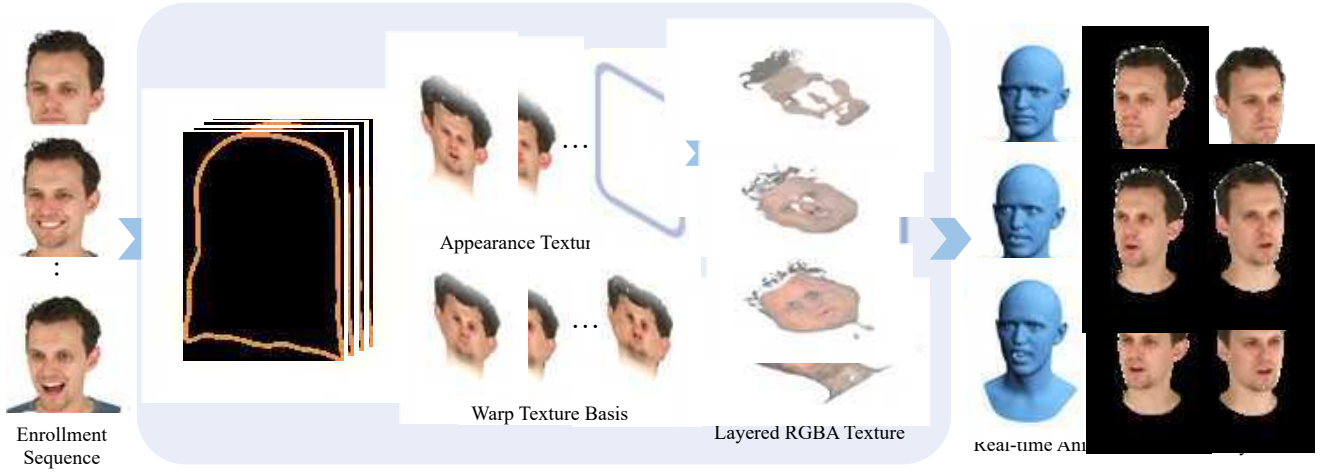 Enrollment
Sequence
Appearance Textur
Warp Texture Basis
Layered RGBA Texture
Real-time Ani